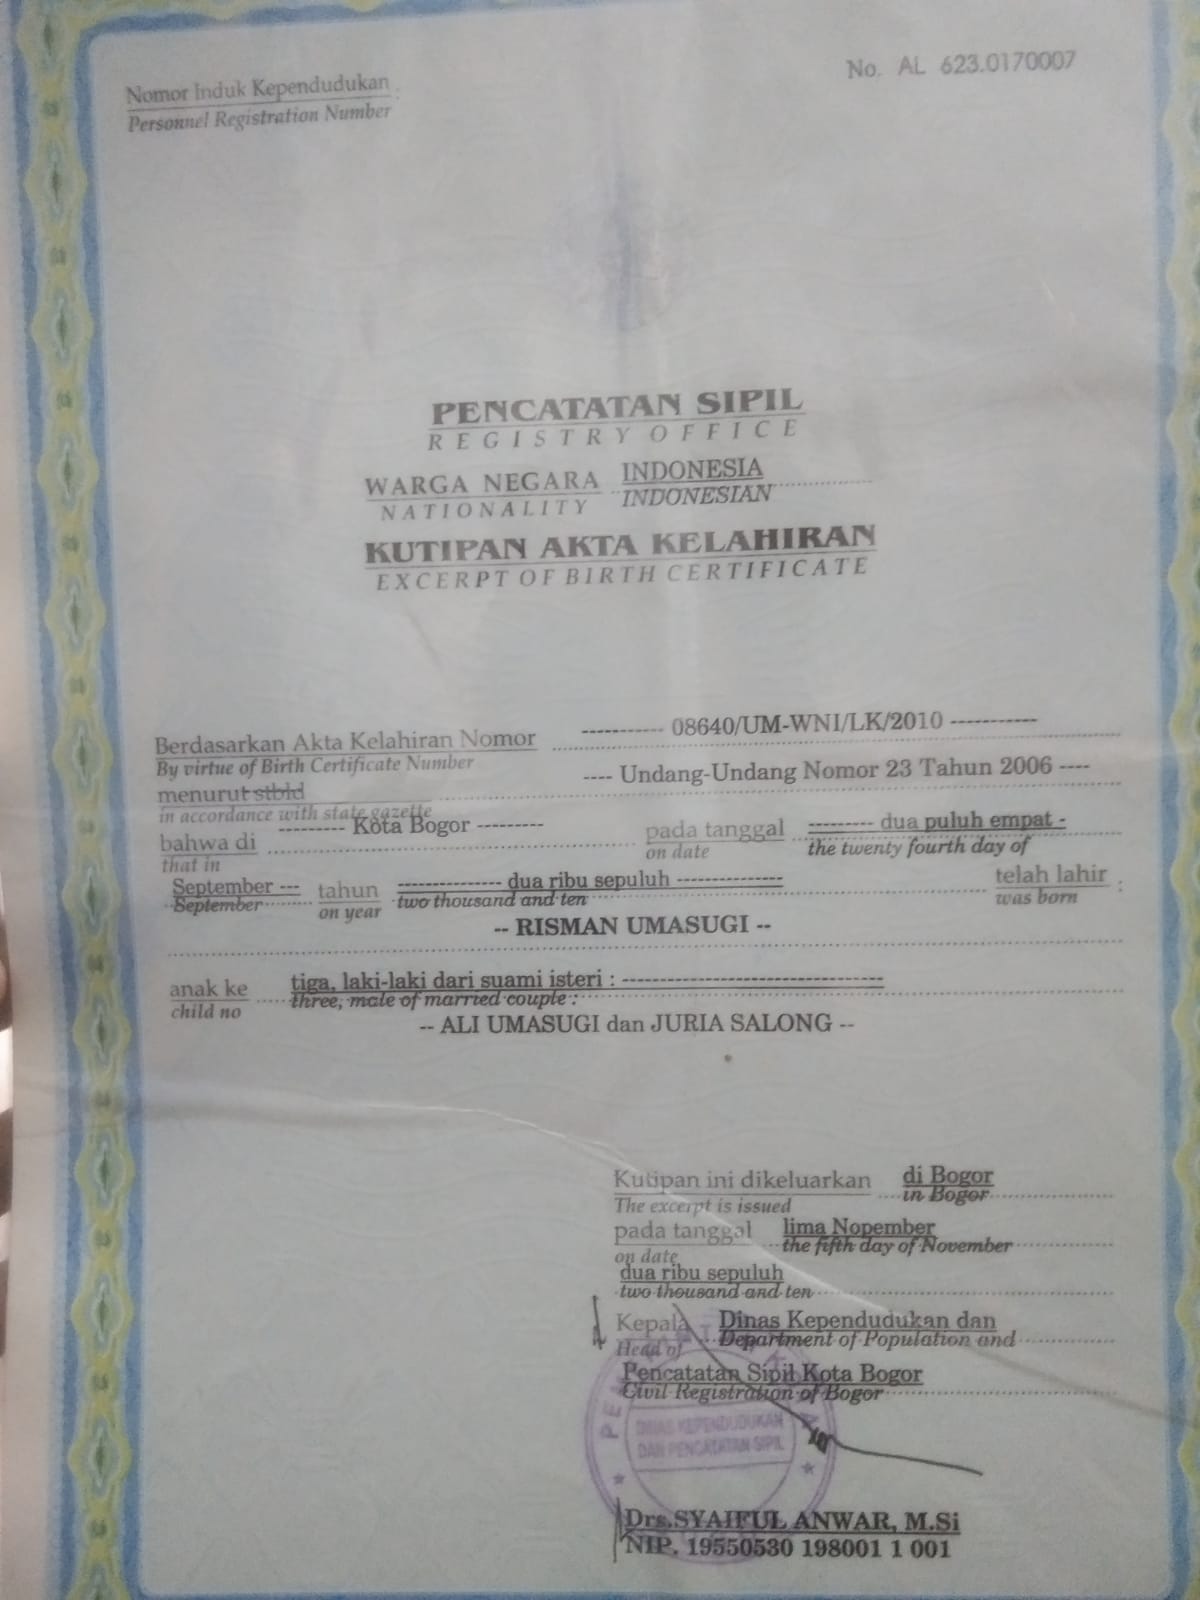 No. AL 623.0170007
Nomor Induk Kependudukan
Personnel Registration Number
PENCATATAN SIPIL
REGISTRY OFFICE
WARGA NEGARA INDONESIA
NATIONALITY INDONESIAN
KUTIPAN AKTA KELAHIRAN
EXCERPT OF BIRTH CERTIFICATE
Berdasarkan Akta Kelahiran Nomor ----------- 08640/UM-WNI/LK/2010 -----------
By virtue of Birth Certificate Number
menurut stbld ---- Undang-Undang Nomor 23 Tahun 2006 ----
in accordance with state gazette
bahwa di --------- Kota Bogor --------- pada tanggal --------- dua puluh empat -
that in on date the twenty fourth day of
September --- tahun -------------- dua ribu sepuluh -------------- telah lahir :
September on year two thousand and ten was born
-- RISMAN UMASUGI --
anak ke tiga, laki-laki dari suami isteri : ----------------------------------
child no three, male of married couple :
-- ALI UMASUGI dan JURIA SALONG --
Kutipan ini dikeluarkan di Bogor
The excerpt is issued in Bogor
pada tanggal lima Nopember
on date the fifth day of November
dua ribu sepuluh
two thousand and ten
Kepala Dinas Kependudukan dan
Head of Department of Population and
Pencatatan Sipil Kota Bogor
Civil Registration of Bogor
DINAS KEPENDUDUKAN
DAN PENCATATAN SIPIL
Drs.SYAIFUL ANWAR, M.Si
NIP. 19550530 198001 1 001